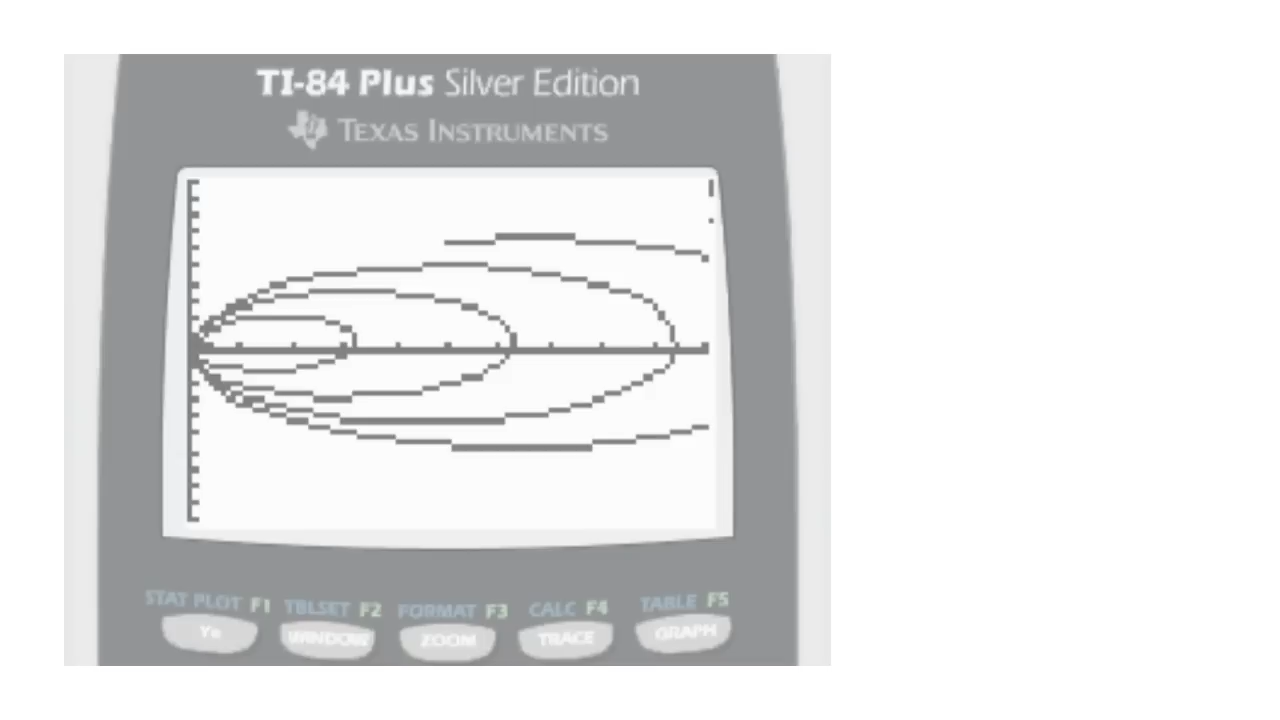 TI-84 Plus Silver Edition
TEXAS INSTRUMENTS
STAT PLOT F1 TBLSET F2 FORMAT F3 CALC F4 TABLE F5
Y= WINDOW ZOOM TRACE GRAPH